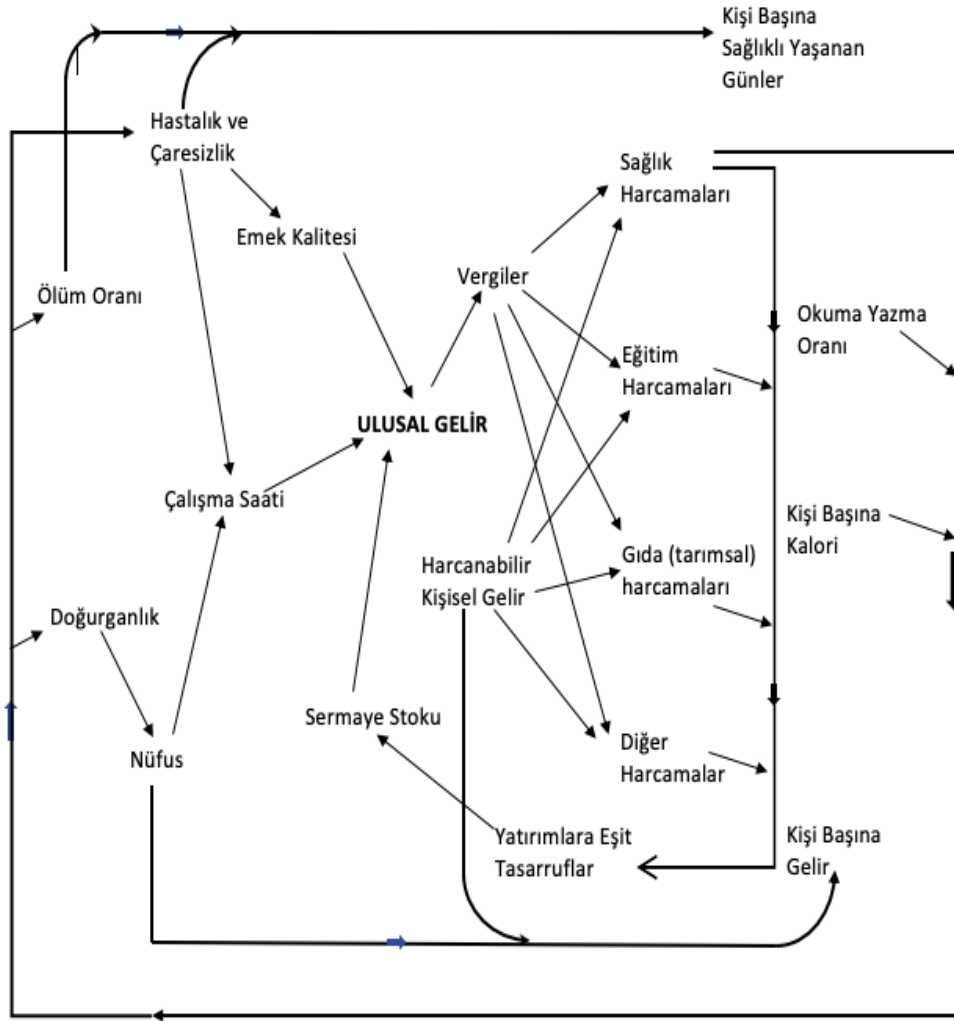 Kişi Başına
Sağlıklı Yaşanan
Günler
Hastalık ve
Çaresizlik
Sağlık
Harcamaları
Emek Kalitesi
Vergiler
Ölüm Oranı
Okuma Yazma
Oranı
Eğitim
Harcamaları
ULUSAL GELİR
Çalışma Saati
Kişi Başına
Kalori
Harcanabilir
Kişisel Gelir
Gıda (tarımsal)
harcamaları
Doğurganlık
Sermaye Stoku
Nüfus
Diğer
Harcamalar
Yatırımlara Eşit
Tasarruflar
Kişi Başına
Gelir